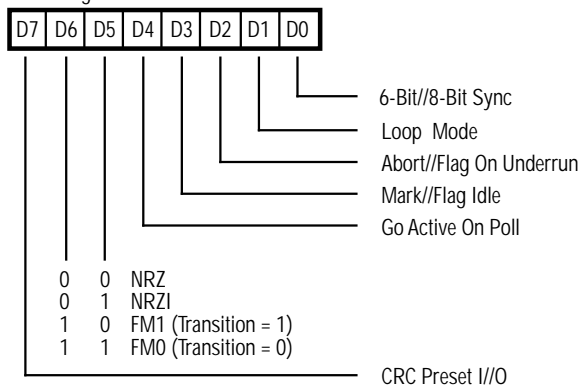 D7 D6 D5 D4 D3 D2 D1 D0
6-Bit//8-Bit Sync
Loop Mode
Abort//Flag On Underrun
Mark//Flag Idle
Go Active On Poll
0 0 NRZ
0 1 NRZI
1 0 FM1 (Transition = 1)
1 1 FM0 (Transition = 0)
CRC Preset I//O